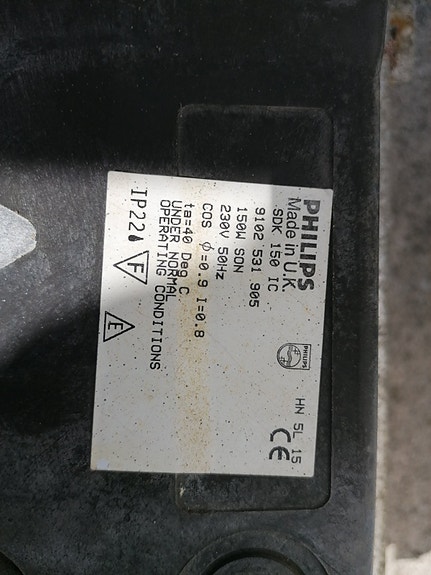 PHILIPS
Made in U.K.
SDK 150 IC
9102 531 905
150W SON
230V 50Hz
COS ϕ=0.9 I=0.8
ta=40 Deg C
UNDER NORMAL
OPERATING CONDITIONS
IP22 F
E
PHILIPS
HN 5L 15
CE